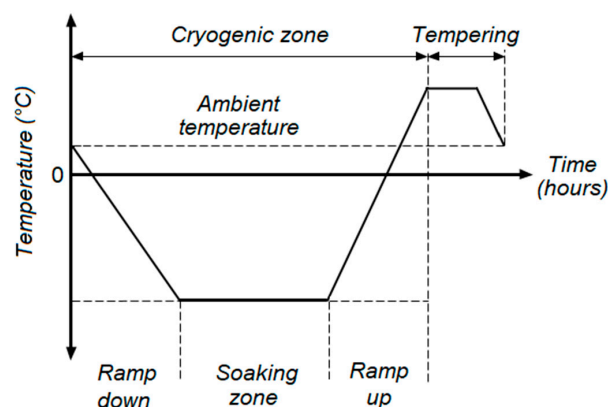 Cryogenic zone
Tempering
Ambient
temperature
Temperature (°C)
0
Time
(hours)
Ramp
down
Soaking
zone
Ramp
up